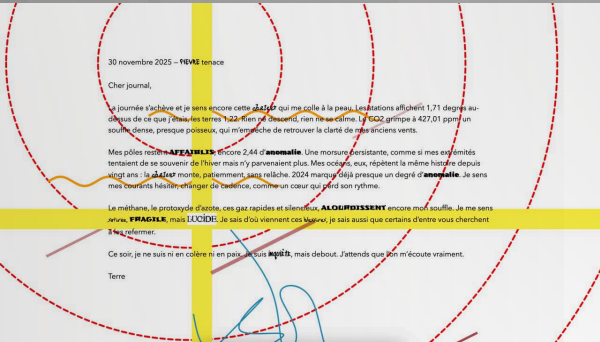 30 novembre 2025 – FIÈVRE tenace
Cher journal,
La journée s'achève et je sens encore cette chaleur qui me colle à la peau. Les stations affichent 1,71 degrés au-
dessus de ce que j'étais, les terres 1,22. Rien ne descend, rien ne se calme. Le CO2 grimpe à 427,01 ppm, un
souffle dense, presque poisseux, qui m'empêche de retrouver la clarté de mes anciens vents.
Mes pôles restent AFFAIBLIS, encore 2,44 d'anomalie. Une morsure persistante, comme si mes extrémités
tentaient de se souvenir de l'hiver mais n'y parvenaient plus. Mes océans, eux, répètent la même histoire depuis
vingt ans : la chaleur monte, patiemment, sans relâche. 2024 marque déjà presque un degré d'anomalie. Je sens
mes courants hésiter, changer de cadence, comme un cœur qui perd son rythme.
Le méthane, le protoxyde d'azote, ces gaz rapides et silencieux, ALOURDISSENT encore mon souffle. Je me sens
FRAGILE, mais LUCIDE. Je sais d'où viennent ces je sais aussi que certains d'entre vous cherchent
à les refermer.
Ce soir, je ne suis ni en colère ni en paix. Je suis mais debout. J'attends que l'on m'écoute vraiment.
Terre